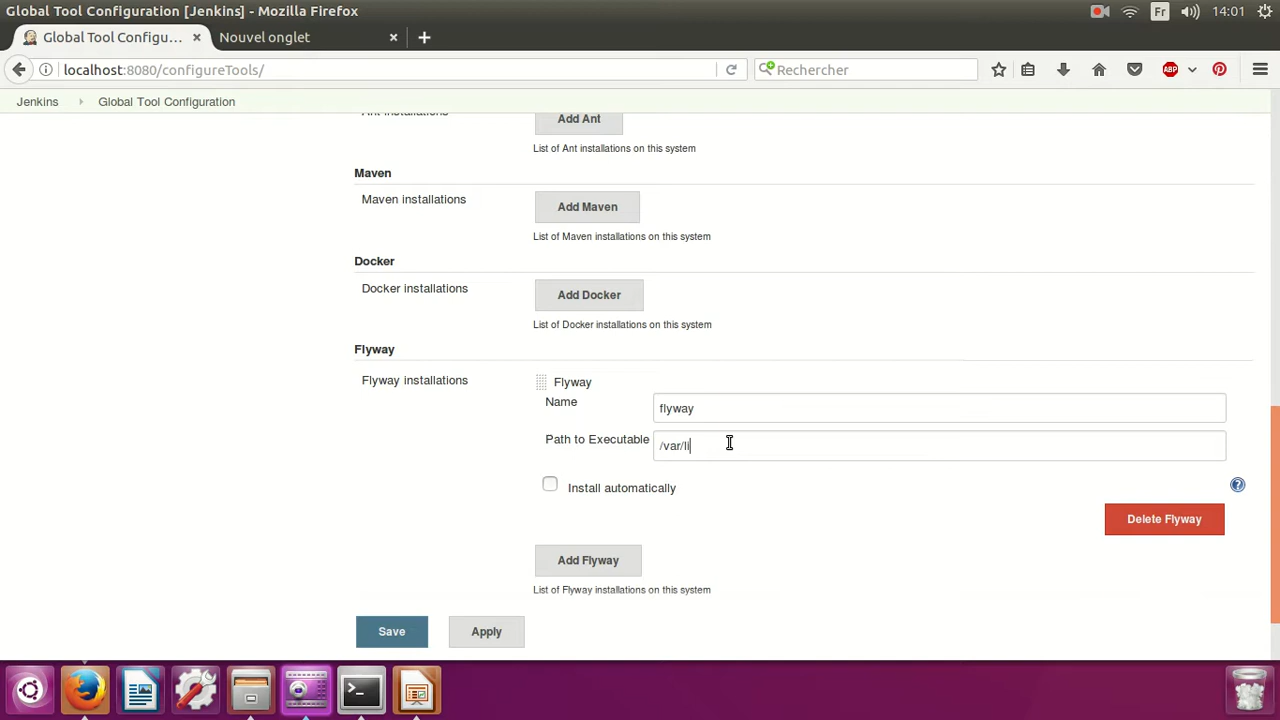 Global Tool Configuration [Jenkins] - Mozilla Firefox
Fr
14:01
Global Tool Configu...
Nouvel onglet
localhost:8080/configureTools/
Rechercher
ABP
Jenkins
Global Tool Configuration
Ant installations
Add Ant
List of Ant installations on this system
Maven
Maven installations
Add Maven
List of Maven installations on this system
Docker
Docker installations
Add Docker
List of Docker installations on this system
Flyway
Flyway installations
Flyway
Name
flyway
Path to Executable
/var/li
Install automatically
Delete Flyway
Add Flyway
List of Flyway installations on this system
Save
Apply